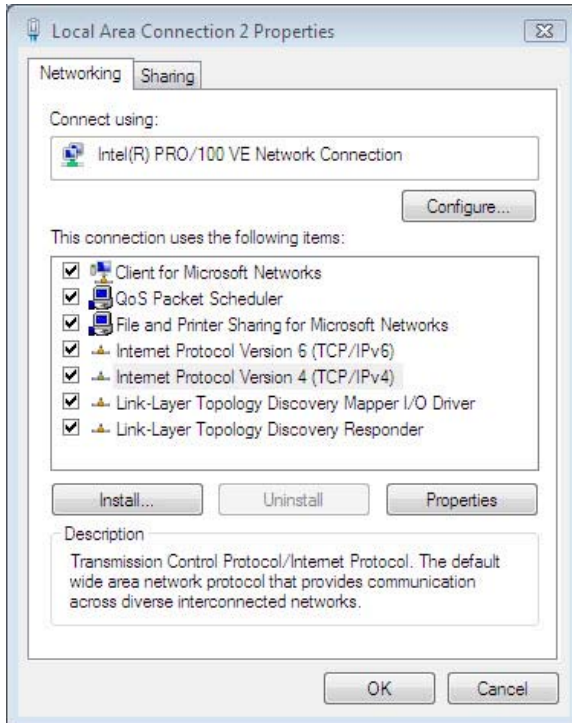 Local Area Connection 2 Properties
Networking
Sharing
Connect using:
Intel(R) PRO/100 VE Network Connection
Configure...
This connection uses the following items:
Client for Microsoft Networks
QoS Packet Scheduler
File and Printer Sharing for Microsoft Networks
Internet Protocol Version 6 (TCP/IPv6)
Internet Protocol Version 4 (TCP/IPv4)
Link-Layer Topology Discovery Mapper I/O Driver
Link-Layer Topology Discovery Responder
Install...
Uninstall
Properties
Description
Transmission Control Protocol/Internet Protocol. The default
wide area network protocol that provides communication
across diverse interconnected networks.
OK
Cancel